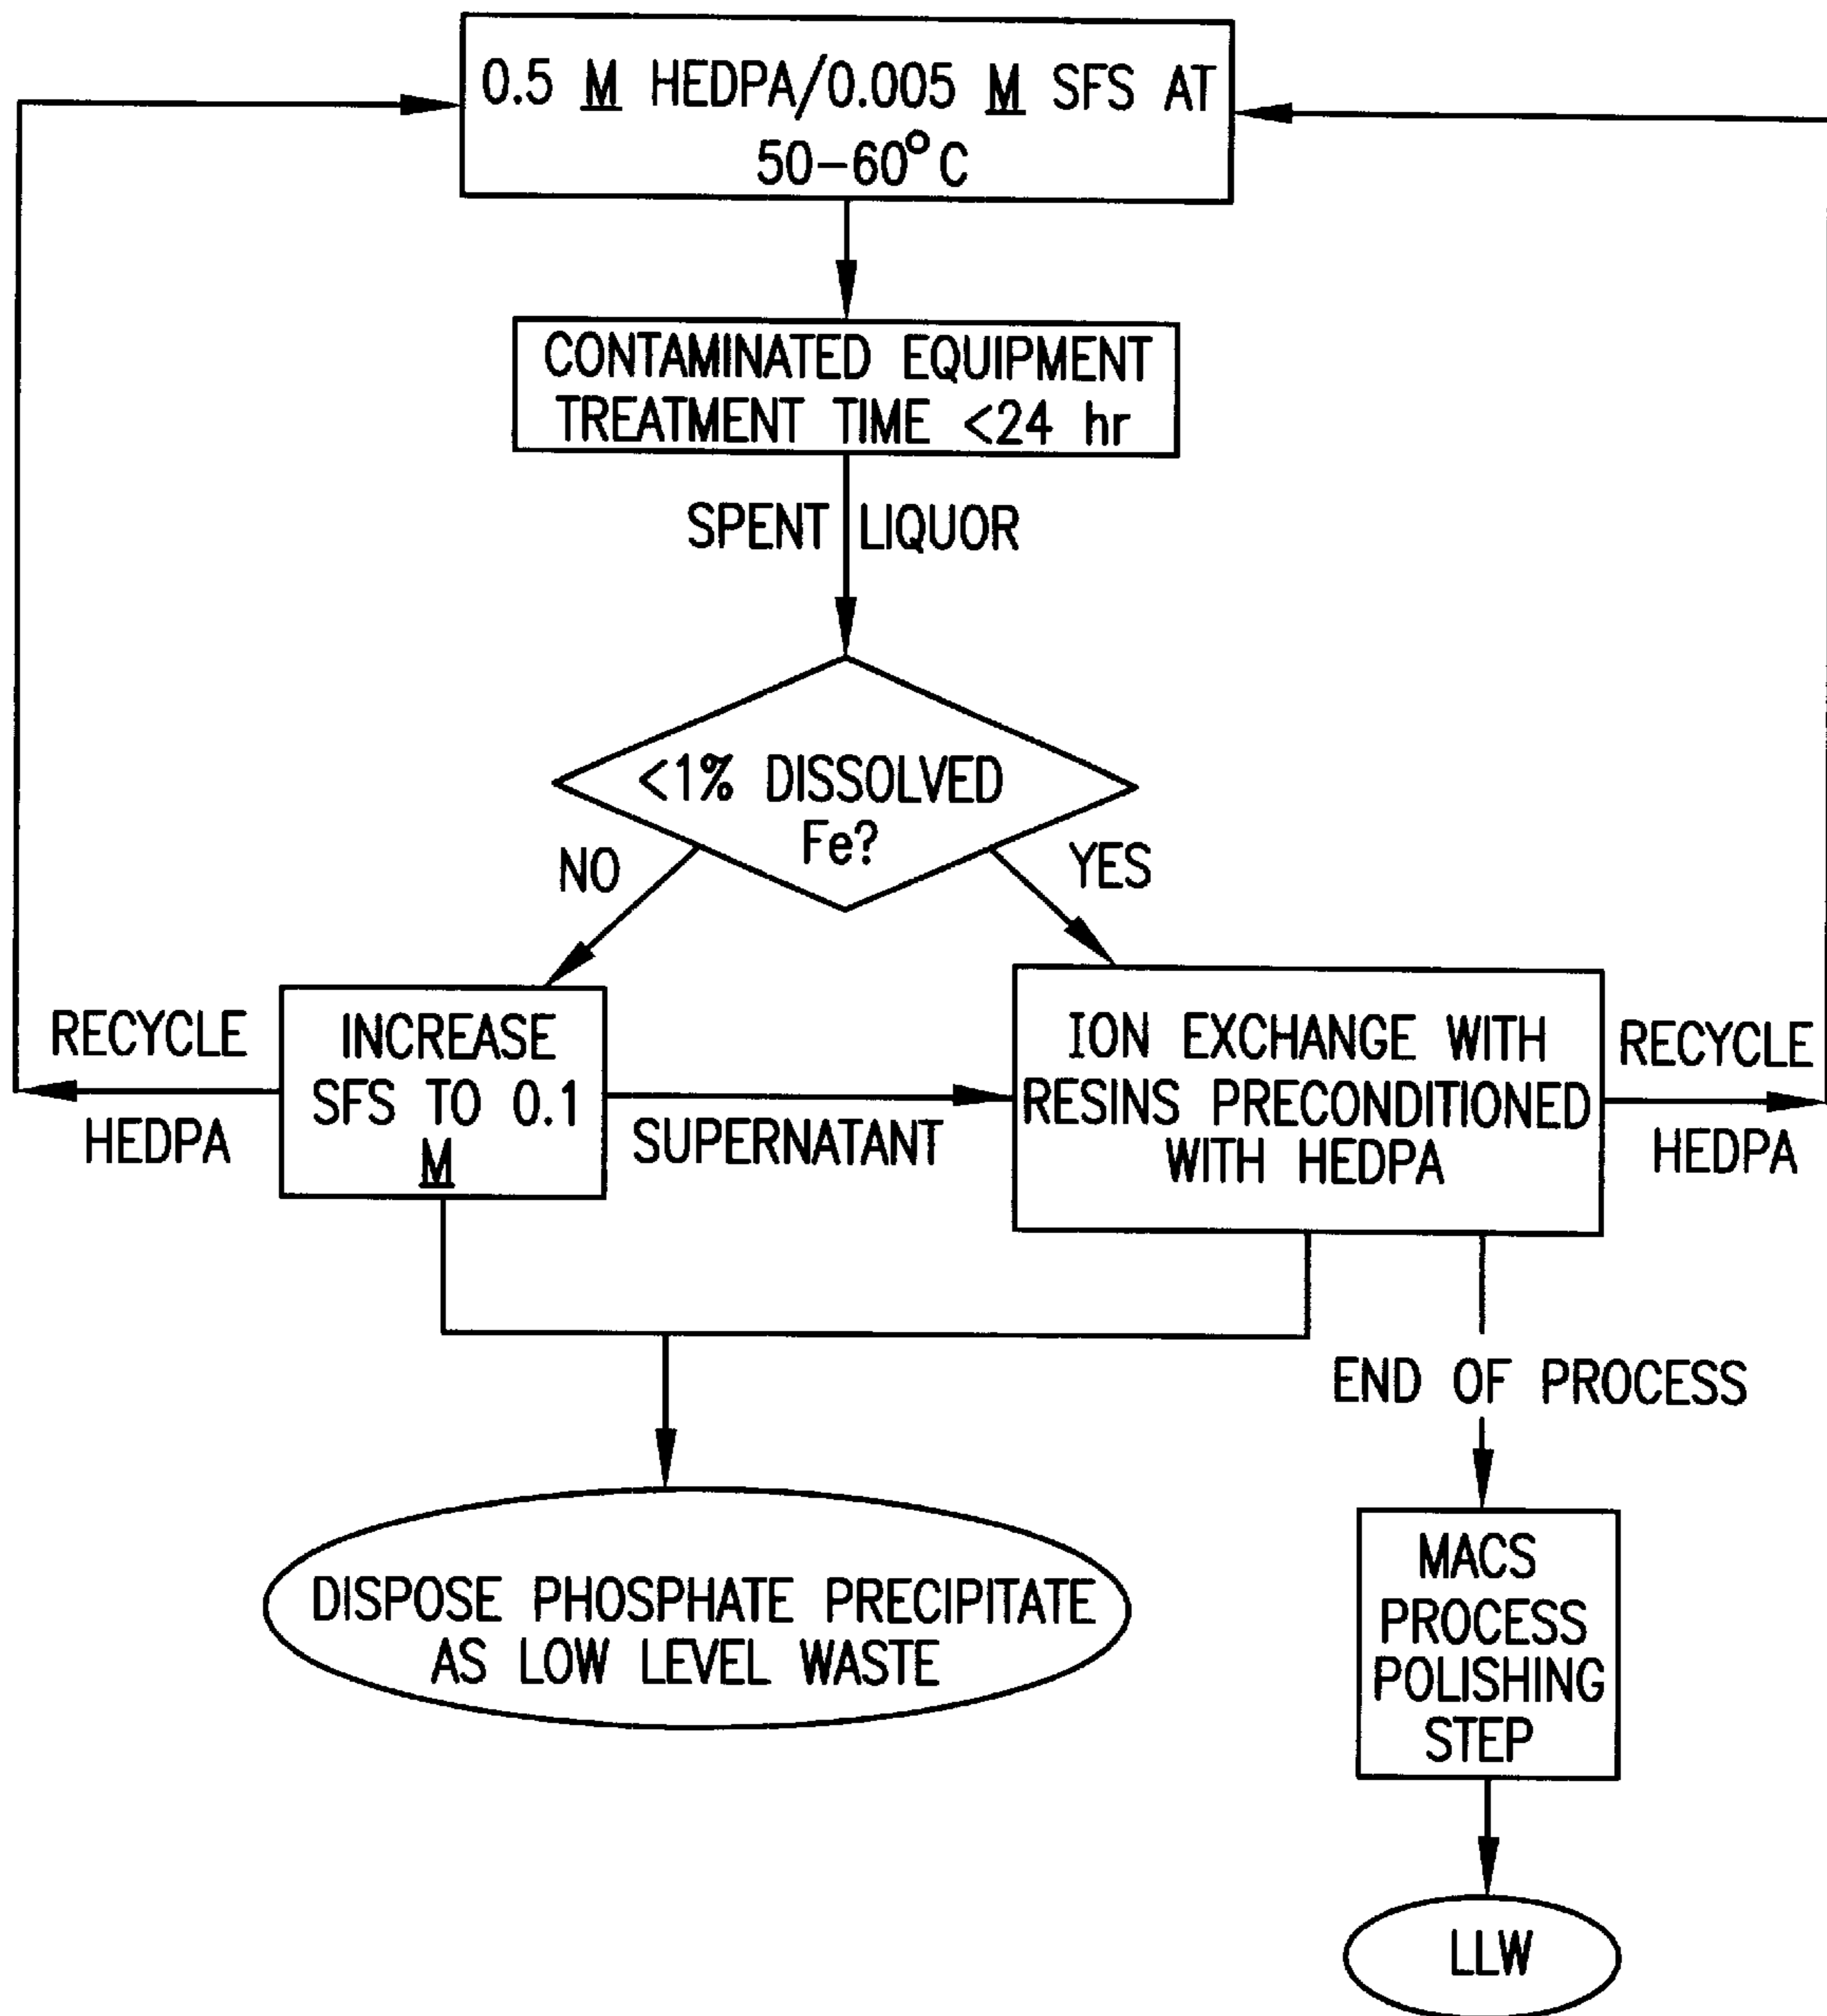 0.5 M HEDPA/0.005 M SFS AT
50-60°C
CONTAMINATED EQUIPMENT
TREATMENT TIME <24 hr
SPENT LIQUOR
<1% DISSOLVED
Fe?
NO
YES
RECYCLE
HEDPA
INCREASE
SFS TO 0.1
M
SUPERNATANT
ION EXCHANGE WITH
RESINS PRECONDITIONED
WITH HEDPA
RECYCLE
HEDPA
END OF PROCESS
DISPOSE PHOSPHATE PRECIPITATE
AS LOW LEVEL WASTE
MACS
PROCESS
POLISHING
STEP
LLW